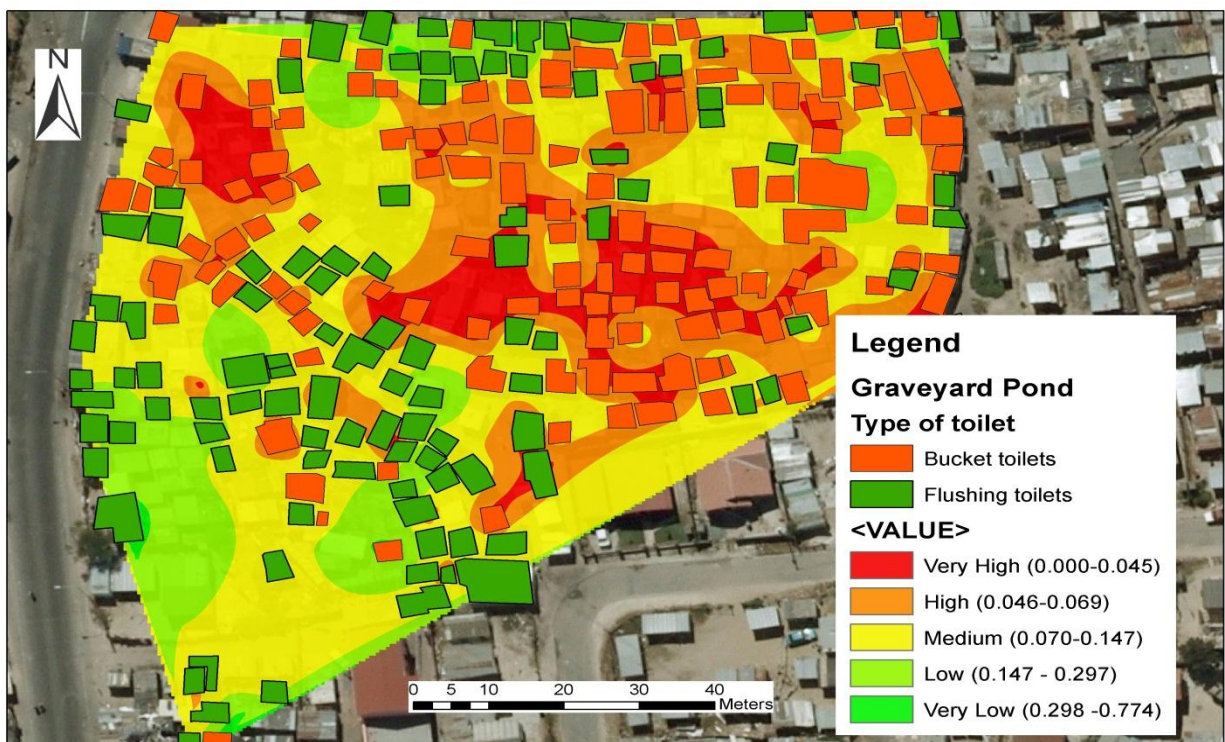 N
Legend
Graveyard Pond
Type of toilet
Bucket toilets
Flushing toilets
<VALUE>
Very High (0.000-0.045)
High (0.046-0.069)
Medium (0.070-0.147)
Low (0.147 - 0.297)
Very Low (0.298 -0.774)
0 5 10 20 30 40
Meters